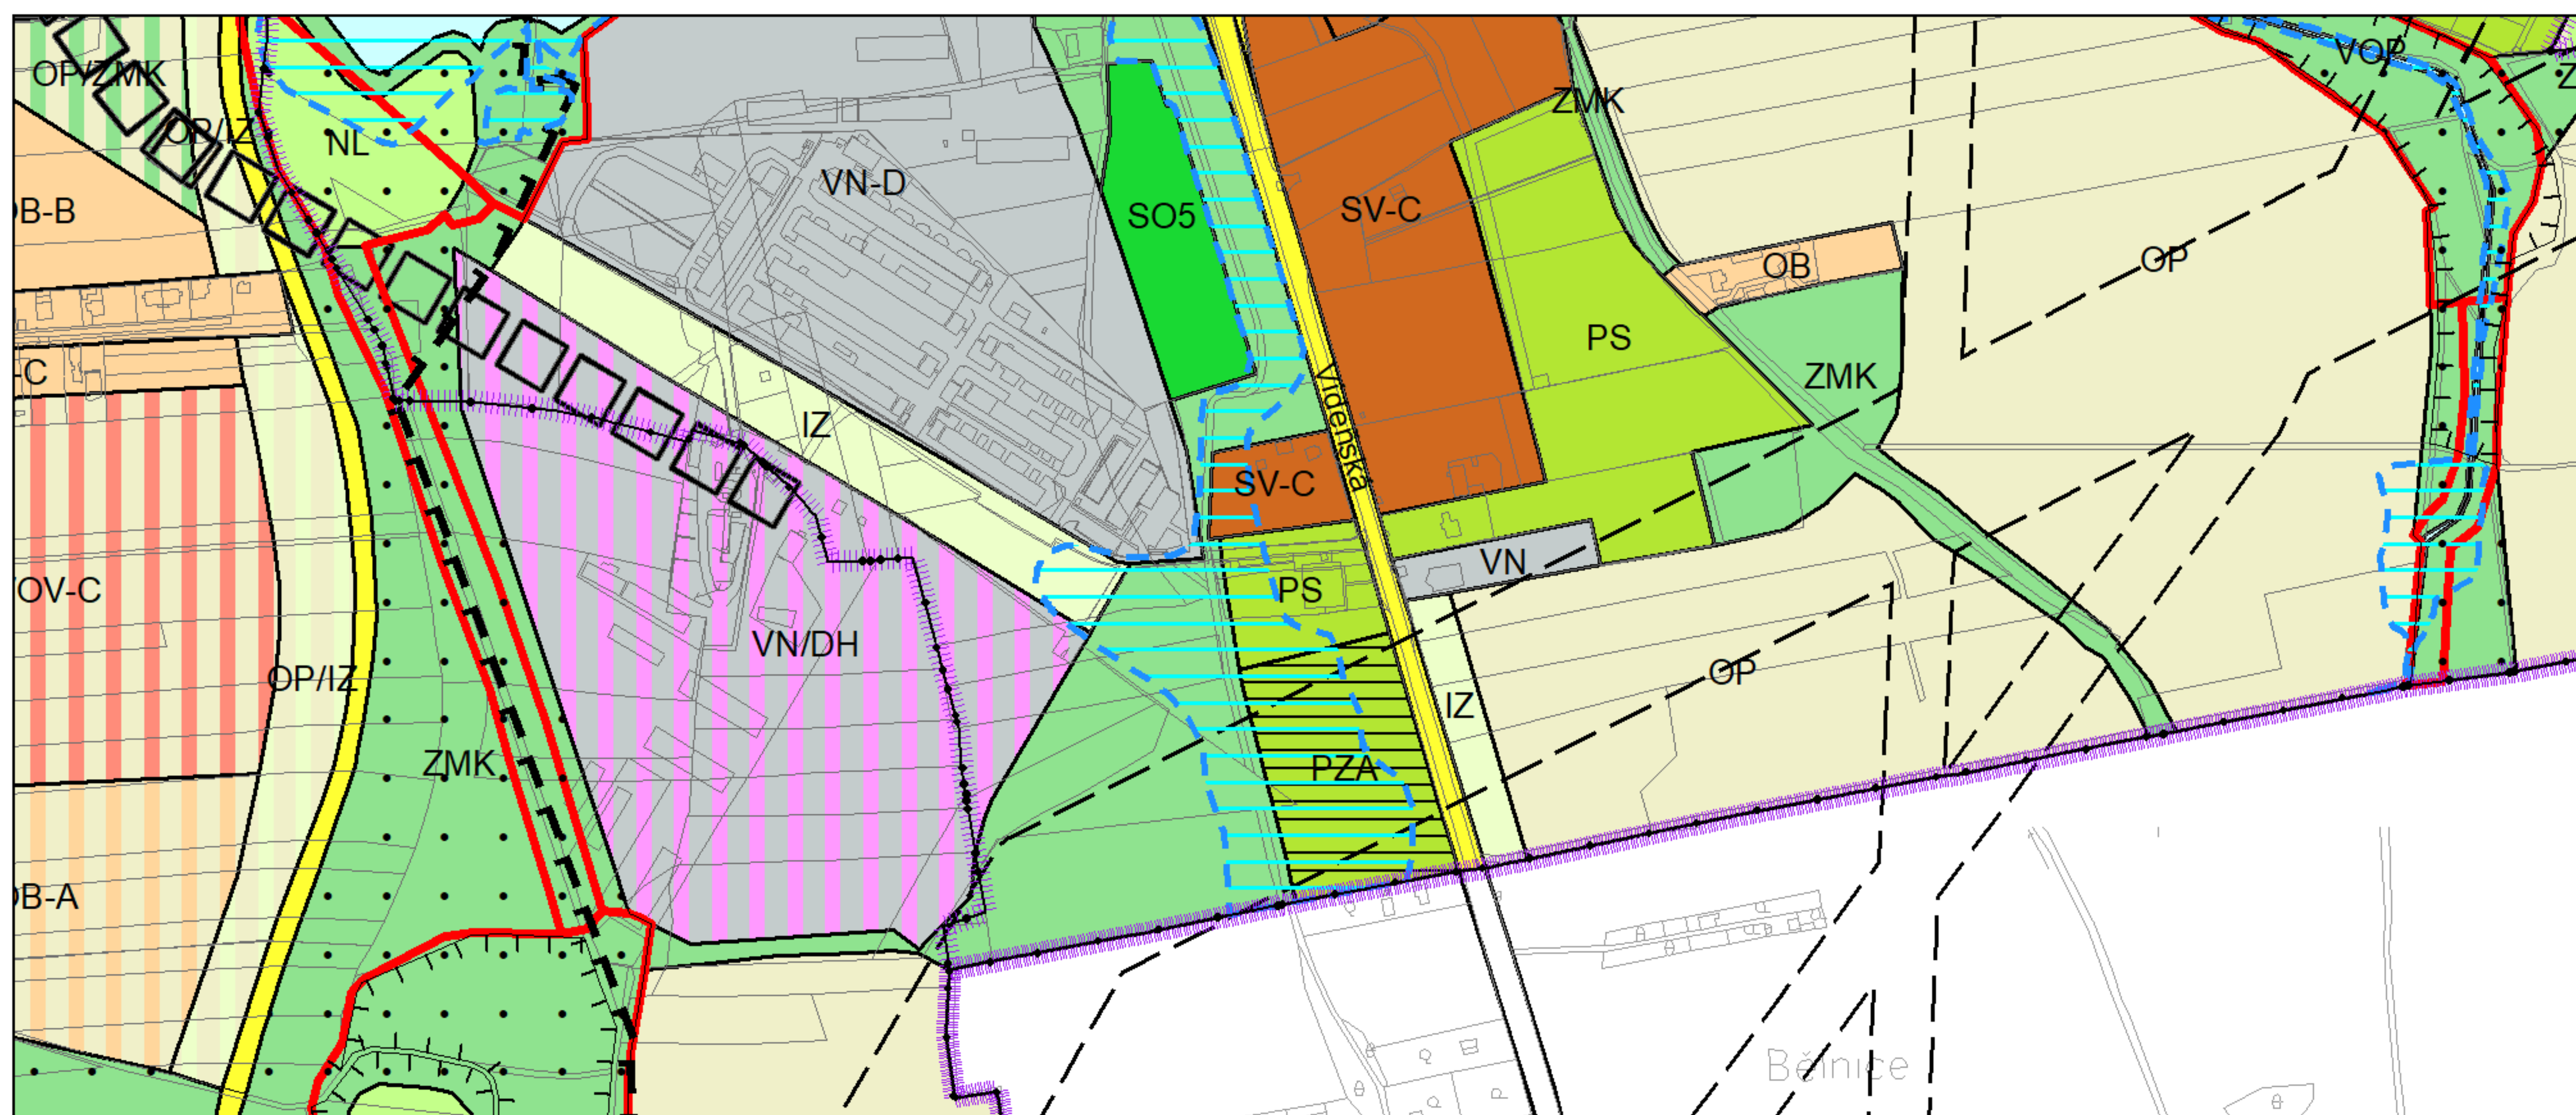 VOP
OP/ZMK
ZMK
OP/IZ
NL
VN-D
B-B
SO5
SV-C
OP
OB
PS
-C
ZMK
Vídeňská
IZ
SV-C
VN
OV-C
PS
VN/DH
OP
OP/IZ
IZ
ZMK
PZA
B-A
Bělnice